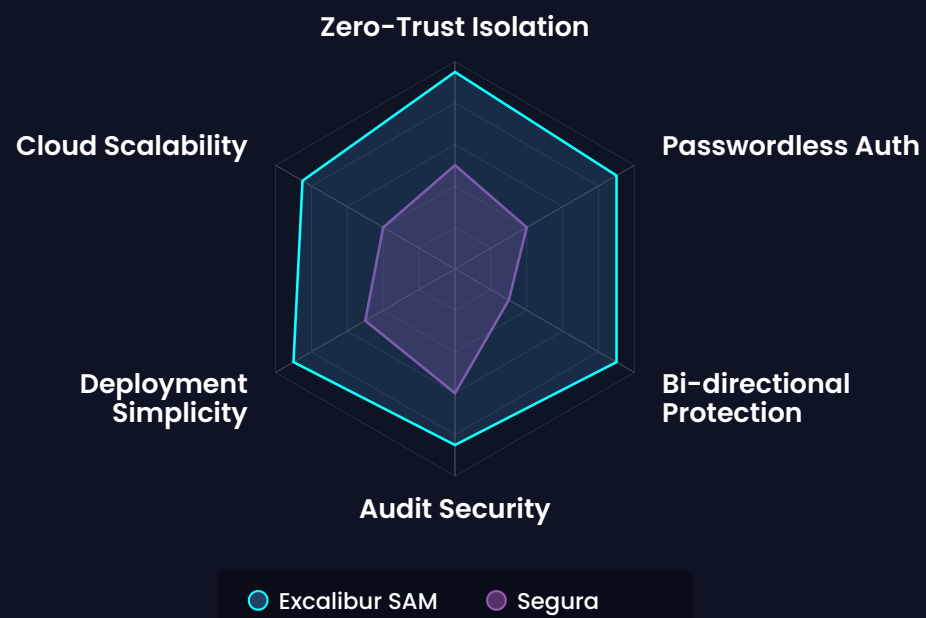 Zero-Trust Isolation
Cloud Scalability
Passwordless Auth
Deployment
Simplicity
Bi-directional
Protection
Audit Security
Excalibur SAM
Segura